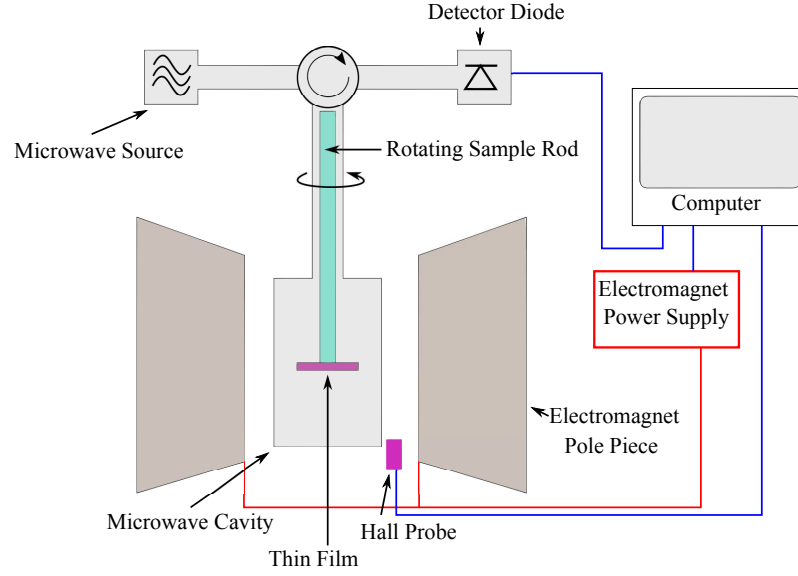 Detector Diode
Microwave Source
Rotating Sample Rod
Computer
Electromagnet
Power Supply
Electromagnet
Pole Piece
Microwave Cavity
Hall Probe
Thin Film